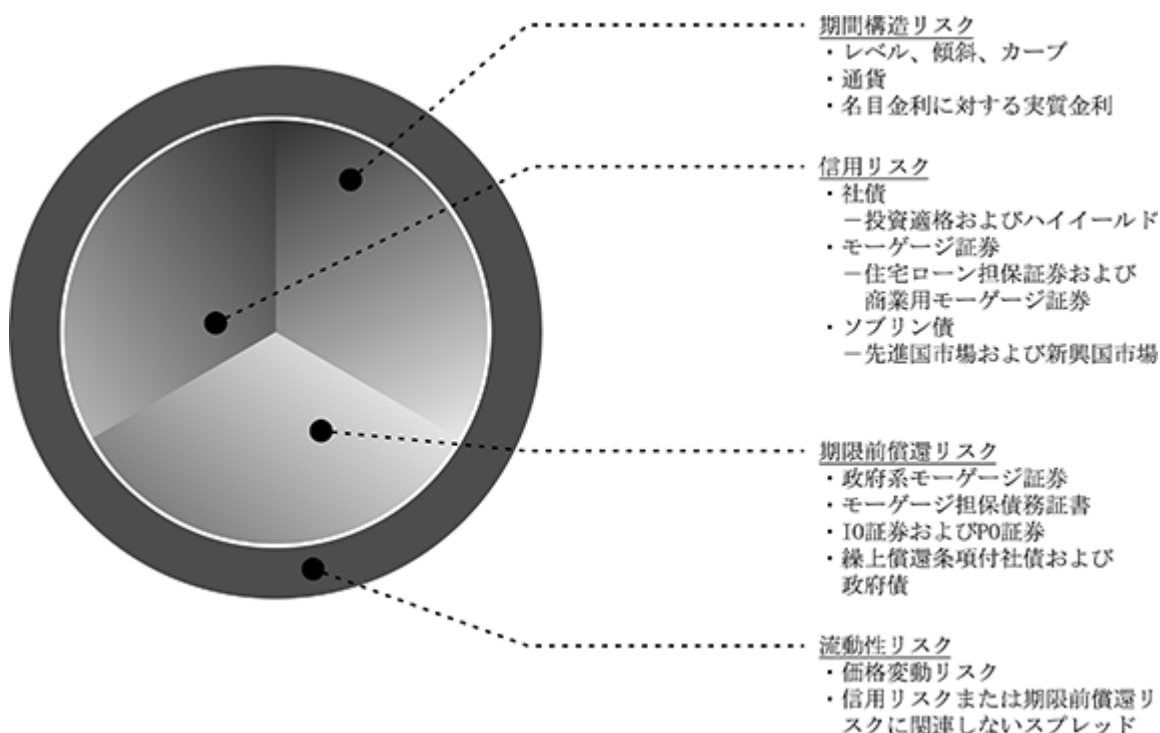 期間構造リスク
・レベル、傾斜、カーブ
・通貨
・名目金利に対する実質金利
信用リスク
・社債
－投資適格およびハイイールド
・モーゲージ証券
－住宅ローン担保証券および
商業用モーゲージ証券
・ソブリン債
－先進国市場および新興国市場
期限前償還リスク
・政府系モーゲージ証券
・モーゲージ担保債務証書
・IO証券およびPO証券
・繰上償還条項付社債および
政府債
流動性リスク
・価格変動リスク
・信用リスクまたは期限前償還リ
スクに関連しないスプレッド